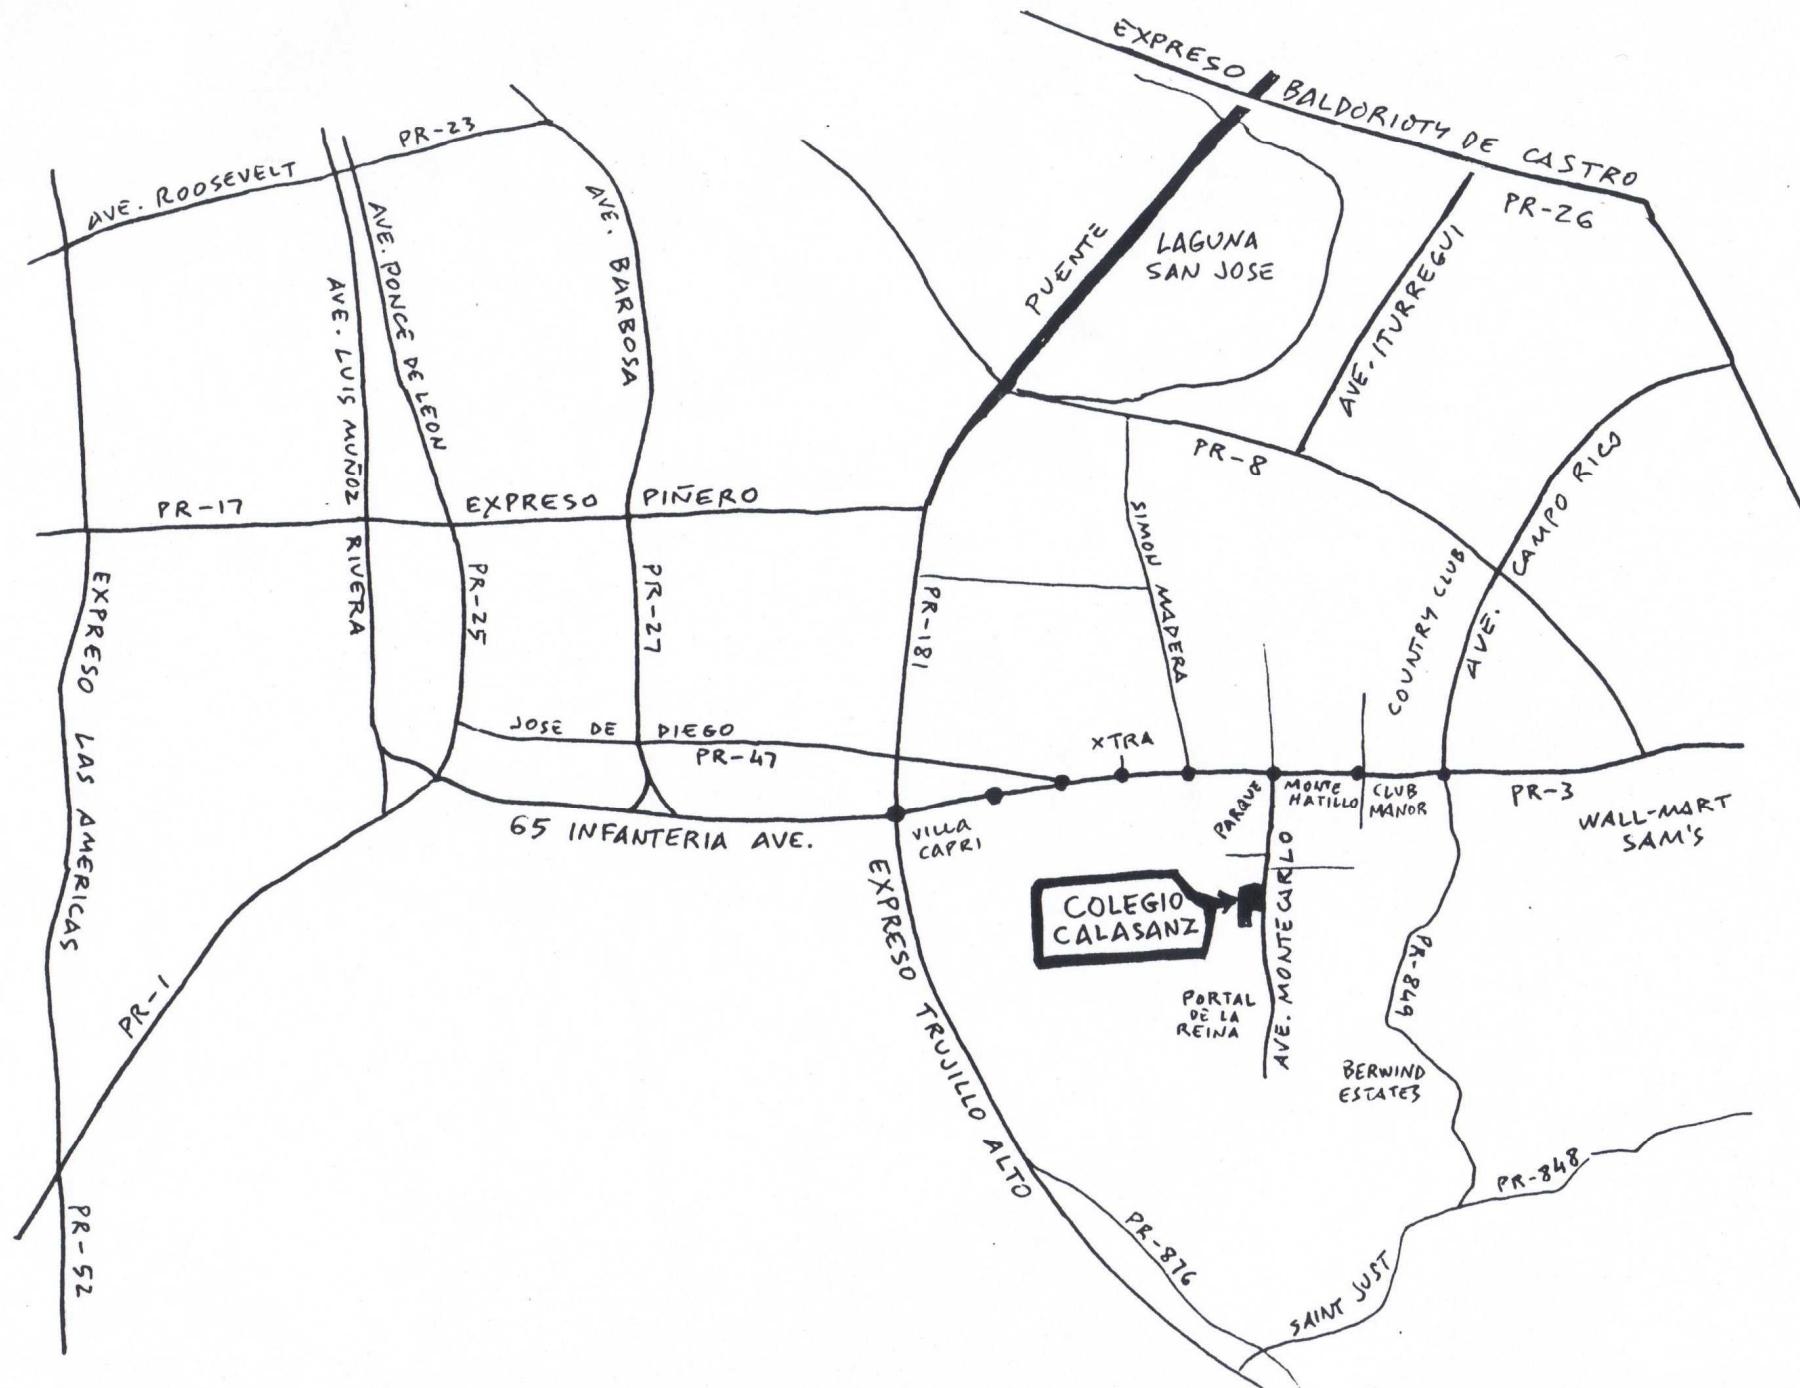 EXPRESO BALDORIOTY DE CASTRO
PR-26
PR-23
AVE. ROOSEVELT
AVE. PONCE DE LEON
AVE. LUIS MUÑOZ RIVERA
AVE. BARBOSA
PUENTE
LAGUNA
SAN JOSE
AVE. ITURREGUI
PR-8
AVE. CAMPO RICO
COUNTRY CLUB
PR-17
EXPRESO PIÑERO
SIMON MADERA
PR-25
PR-27
PR-181
EXPRESO LAS AMERICAS
JOSE DE DIEGO
PR-47
XTRA
65 INFANTERIA AVE.
VILLA
CAPRI
PARQUE
MONTE
HATILLO
CLUB
MANOR
PR-3
WALL-MART
SAM'S
COLEGIO
CALASANZ
AVE. MONTE CARLO
EXPRESO TRUJILLO ALTO
PR-849
PR-1
PORTAL
DE LA
REINA
BERWIND
ESTATES
PR-52
PR-848
PR-876
SAINT JUST